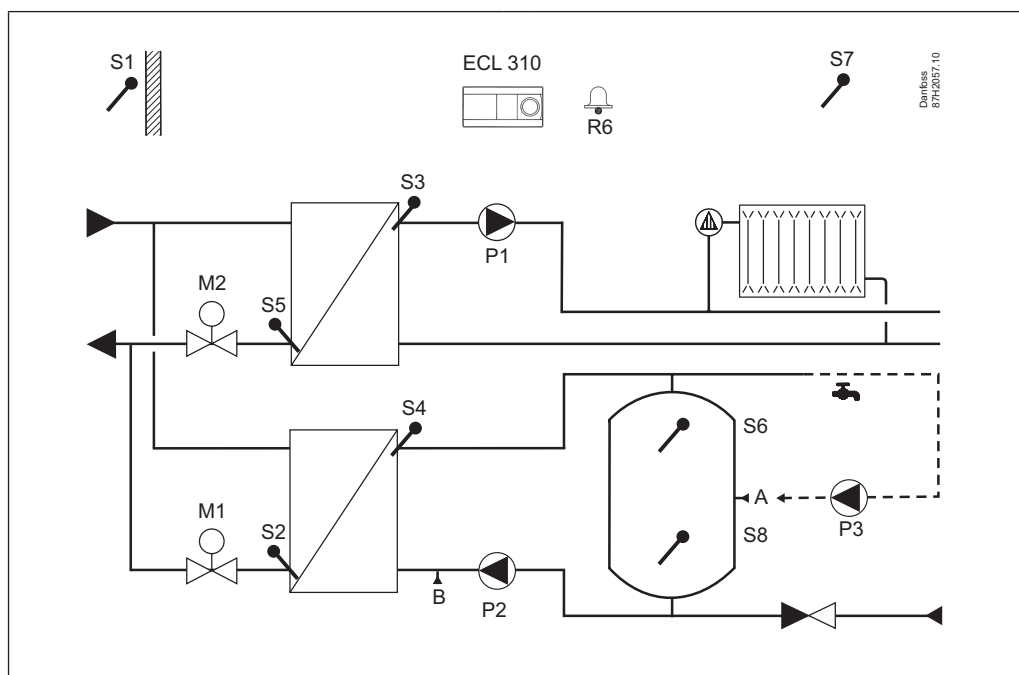 S1
ECL 310
S7
Danfoss
87H2057.10
R6
S3
P1
M2
S5
S4
S6
A
P3
M1
S2
S8
B
P2